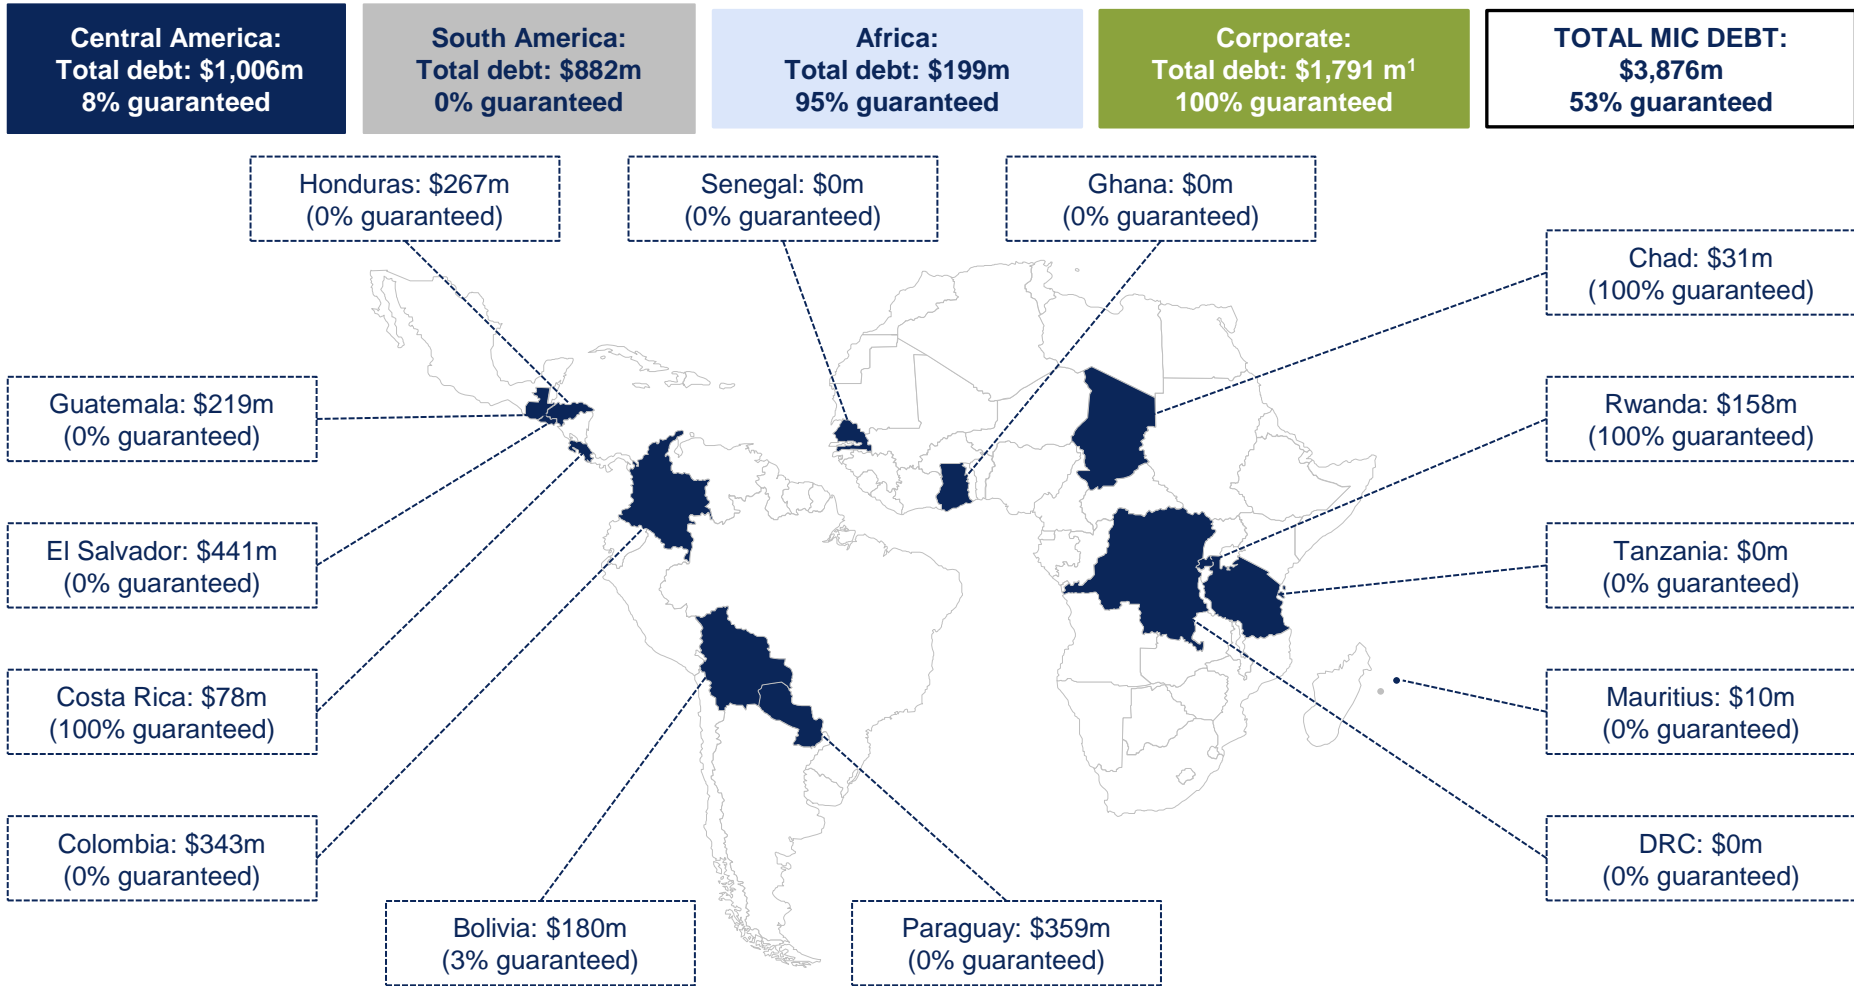 Central America:
Total debt: $1,006m
8% guaranteed
South America:
Total debt: $882m
0% guaranteed
Africa:
Total debt: $199m
95% guaranteed
Corporate:
Total debt: $1,791 m¹
100% guaranteed
TOTAL MIC DEBT:
$3,876m
53% guaranteed
Honduras: $267m
(0% guaranteed)
Senegal: $0m
(0% guaranteed)
Ghana: $0m
(0% guaranteed)
Chad: $31m
(100% guaranteed)
Guatemala: $219m
(0% guaranteed)
Rwanda: $158m
(100% guaranteed)
El Salvador: $441m
(0% guaranteed)
Tanzania: $0m
(0% guaranteed)
Costa Rica: $78m
(100% guaranteed)
Mauritius: $10m
(0% guaranteed)
Colombia: $343m
(0% guaranteed)
DRC: $0m
(0% guaranteed)
Bolivia: $180m
(3% guaranteed)
Paraguay: $359m
(0% guaranteed)